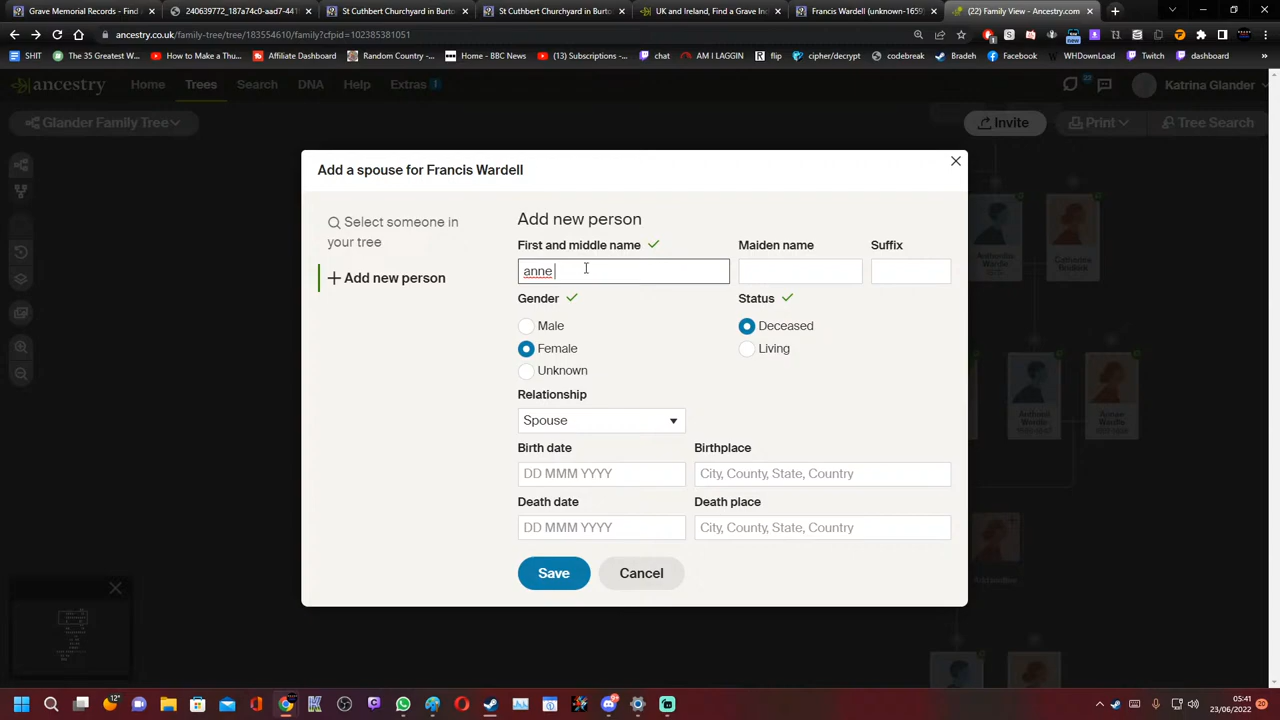 Grave Memorial Records - Find A
240639772_187a74c0-aad7-441
St Cuthbert Churchyard in Burto
St Cuthbert Churchyard in Burto
UK and Ireland, Find a Grave In
Francis Wardell (unknown-1659
(22) Family View - Ancestry.com
ancestry.co.uk/family-tree/tree/183554610/family?cfpid=102385381051
SHIT
The 35 Greatest W...
How to Make a Thu...
Affiliate Dashboard
Random Country -...
Home - BBC News
(13) Subscriptions -...
chat
AM I LAGGIN
flip
cipher/decrypt
codebreak
Bradeh
Facebook
WHDownLoad
Twitch
dashboard
ancestry
Home
Trees
Search
DNA
Help
Extras
1
22
Katrina Glander
Glander Family Tree
Invite
Print
Tree Search
Add a spouse for Francis Wardell
Select someone in
your tree
Add new person
Add new person
First and middle name
Maiden name
Suffix
anne
Gender
Status
Male
Deceased
Female
Living
Unknown
Relationship
Spouse
Birth date
Birthplace
DD MMM YYYY
City, County, State, Country
Death date
Death place
DD MMM YYYY
City, County, State, Country
Save
Cancel
12°
05:41
23/06/2022